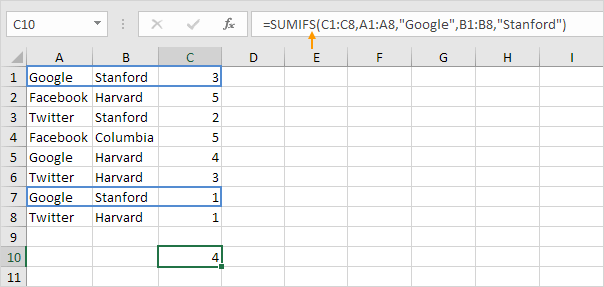 C10 =SUMIFS(C1:C8,A1:A8,"Google",B1:B8,"Stanford")
A B C D E F G H I
1 Google Stanford 3
2 Facebook Harvard 5
3 Twitter Stanford 2
4 Facebook Columbia 5
5 Google Harvard 4
6 Twitter Harvard 3
7 Google Stanford 1
8 Twitter Harvard 1
9
10 4
11